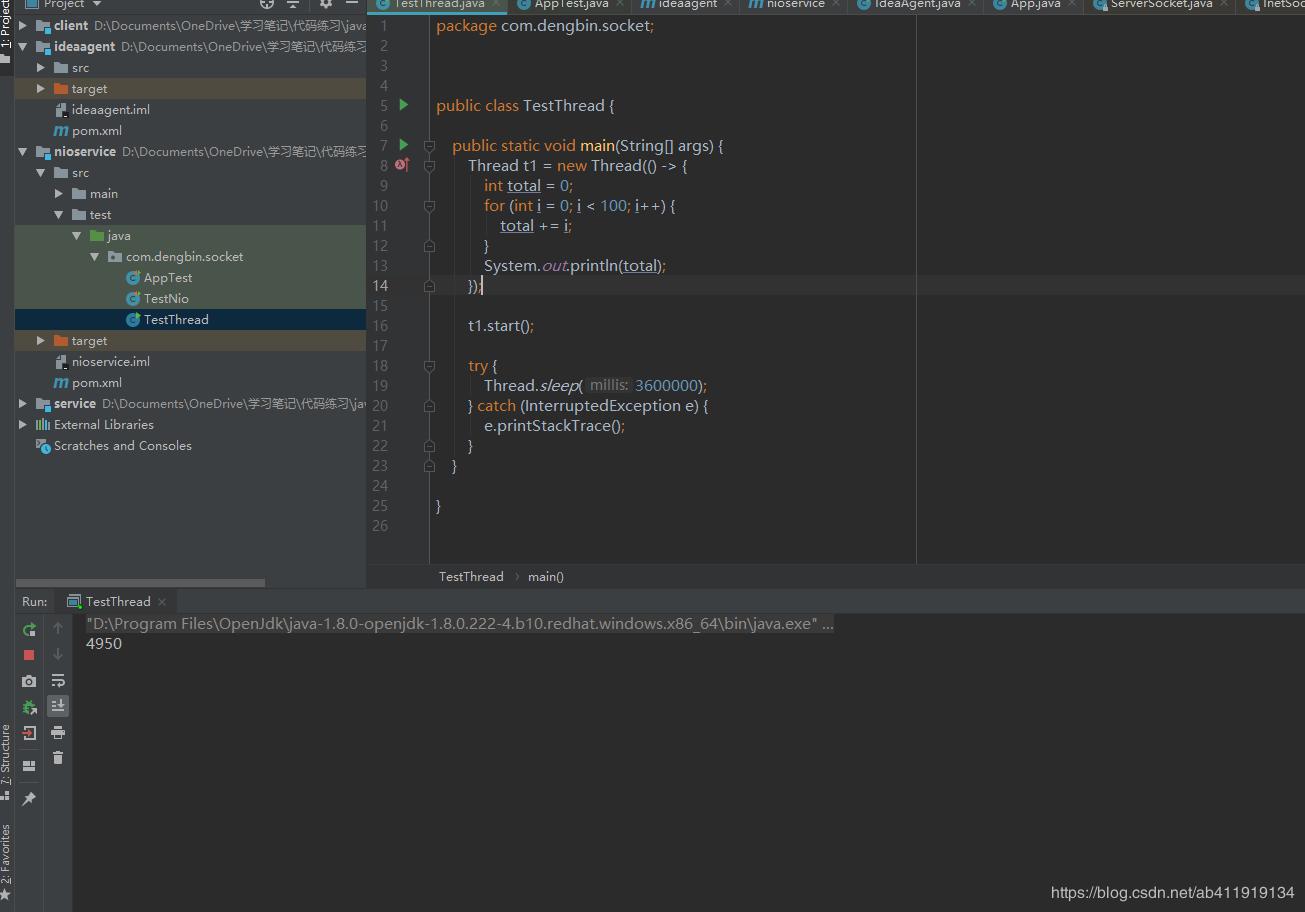 1: Project
Project
client D:\Documents\OneDrive\学习笔记\代码练习\java
ideaagent D:\Documents\OneDrive\学习笔记\代码练习
src
target
ideaagent.iml
pom.xml
nioservice D:\Documents\OneDrive\学习笔记\代码练习
src
main
test
java
com.dengbin.socket
AppTest
TestNio
TestThread
target
nioservice.iml
pom.xml
service D:\Documents\OneDrive\学习笔记\代码练习\jav
External Libraries
Scratches and Consoles
TestThread.java AppTest.java ideaagent nioservice IdeaAgent.java App.java ServerSocket.java InetSoc
1 package com.dengbin.socket;
2
3
4
5 public class TestThread {
6
7 public static void main(String[] args) {
8 Thread t1 = new Thread(() -> {
9 int total = 0;
10 for (int i = 0; i < 100; i++) {
11 total += i;
12 }
13 System.out.println(total);
14 });
15
16 t1.start();
17
18 try {
19 Thread.sleep( millis: 3600000);
20 } catch (InterruptedException e) {
21 e.printStackTrace();
22 }
23 }
24
25 }
26
TestThread › main()
Run: TestThread
"D:\Program Files\OpenJdk\java-1.8.0-openjdk-1.8.0.222-4.b10.redhat.windows.x86_64\bin\java.exe" ...
4950
7: Structure
2: Favorites
https://blog.csdn.net/ab411919134